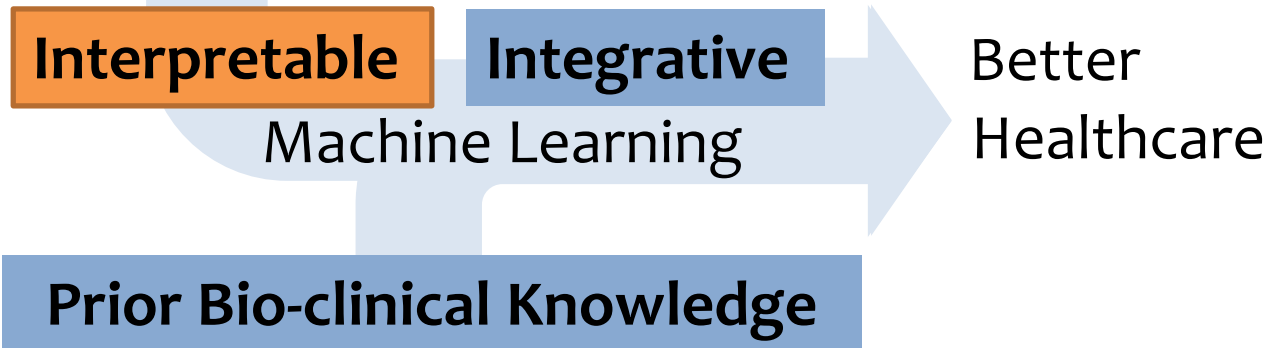 Interpretable Integrative
Machine Learning
Better
Healthcare
Prior Bio-clinical Knowledge